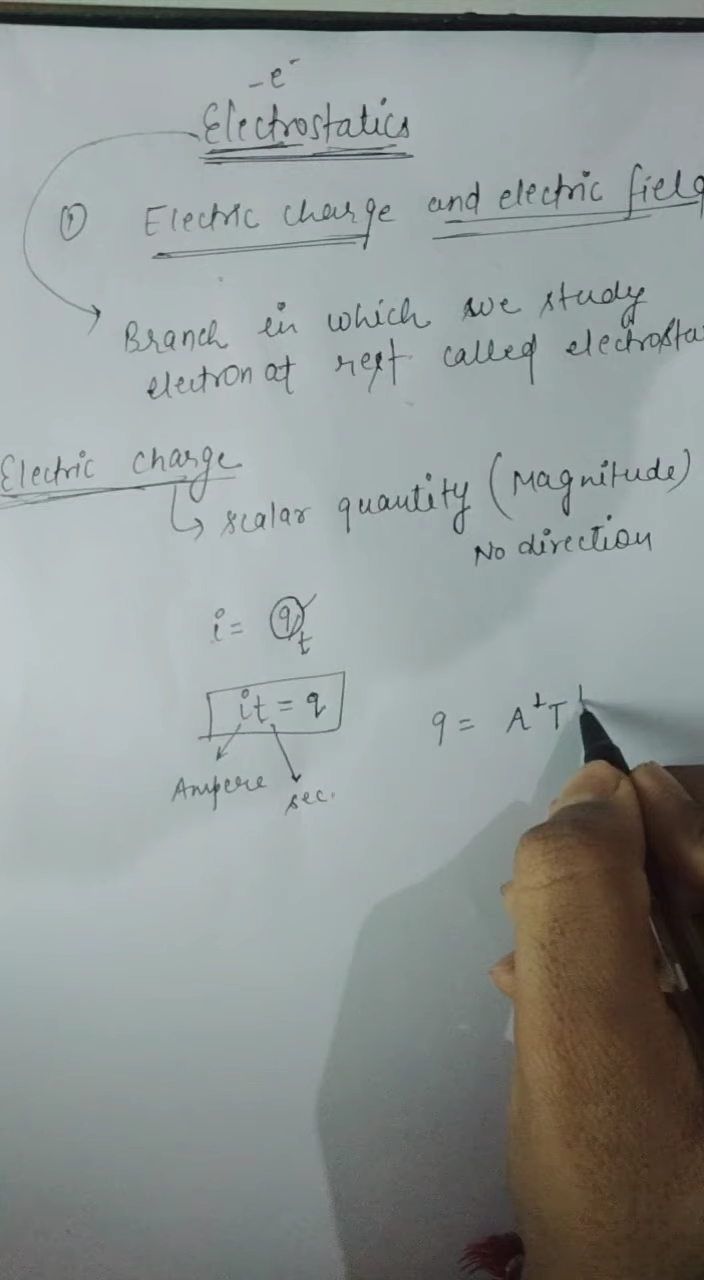 -e⁻
Electrostatics
① Electric charge and electric field
Branch in which we study
electron at rest called electrosta
Electric charge
↳ scalar quantity (Magnitude)
No direction
i = q/t
it = q
Ampere sec.
q = A¹T¹